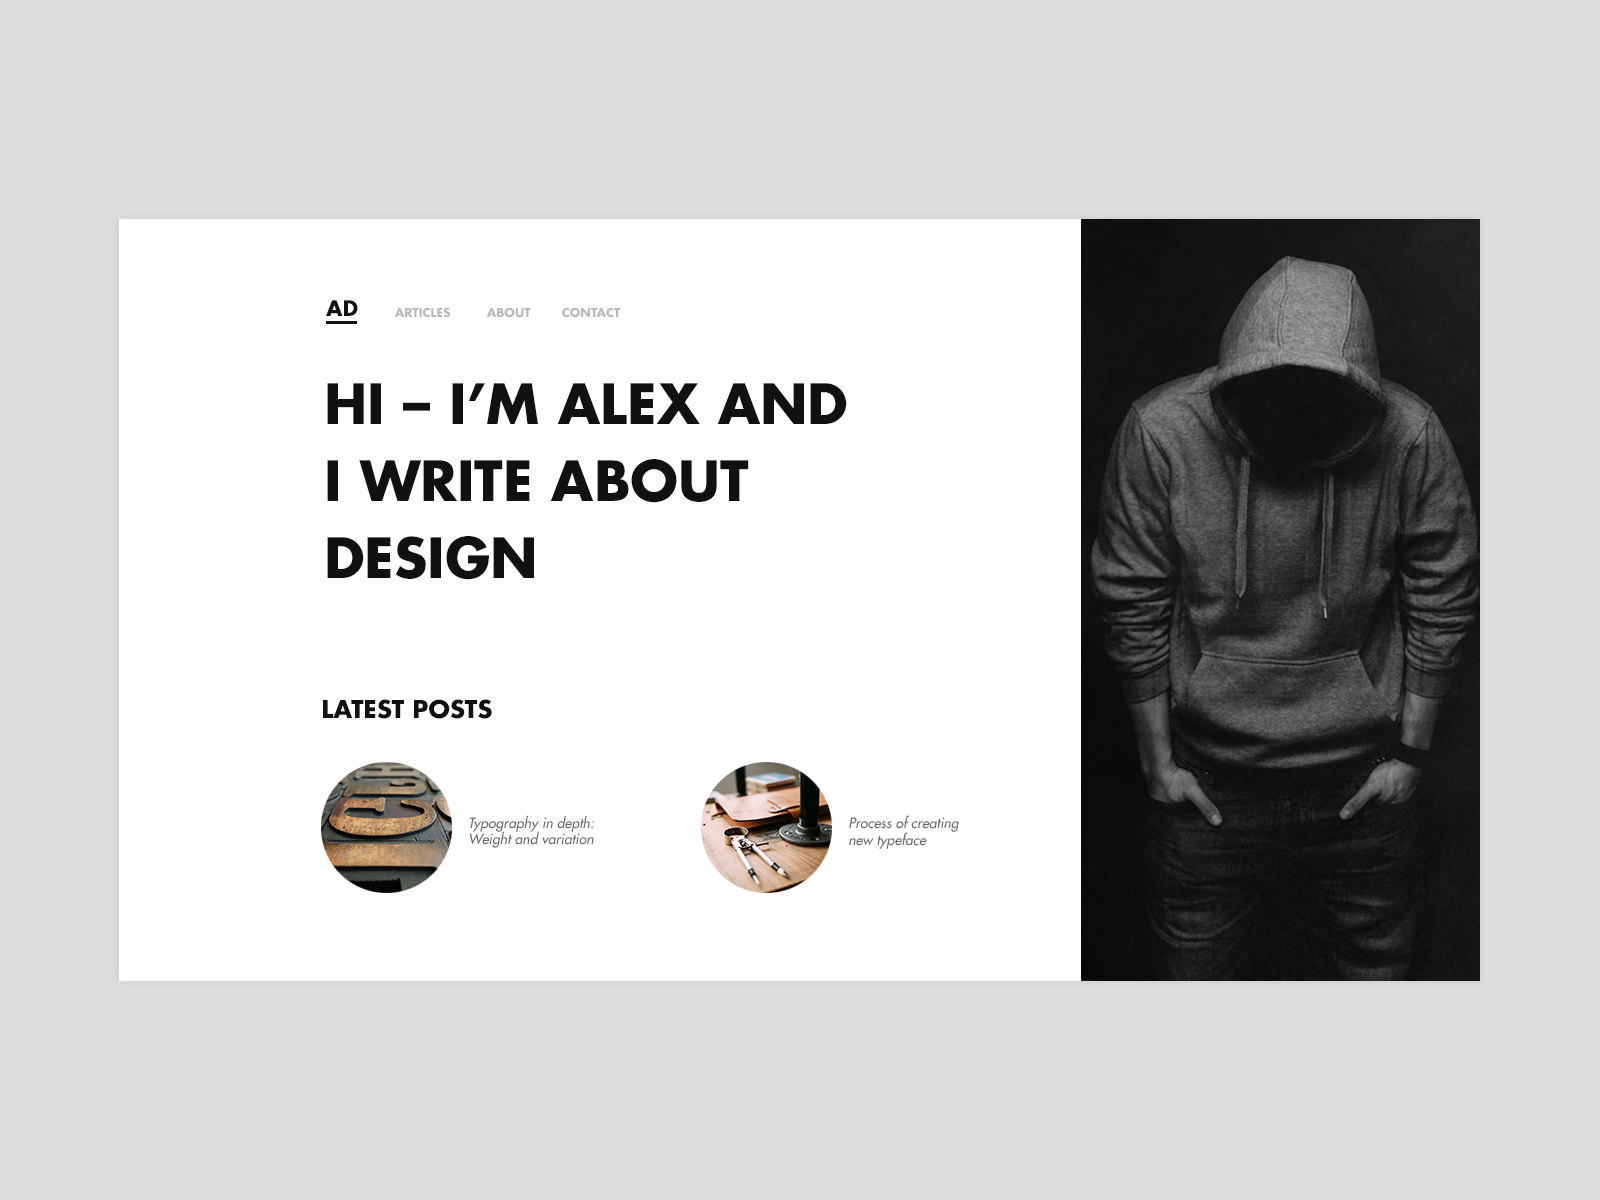 AD ARTICLES ABOUT CONTACT
HI – I’M ALEX AND
I WRITE ABOUT
DESIGN
LATEST POSTS
Typography in depth:
Weight and variation
Process of creating
new typeface